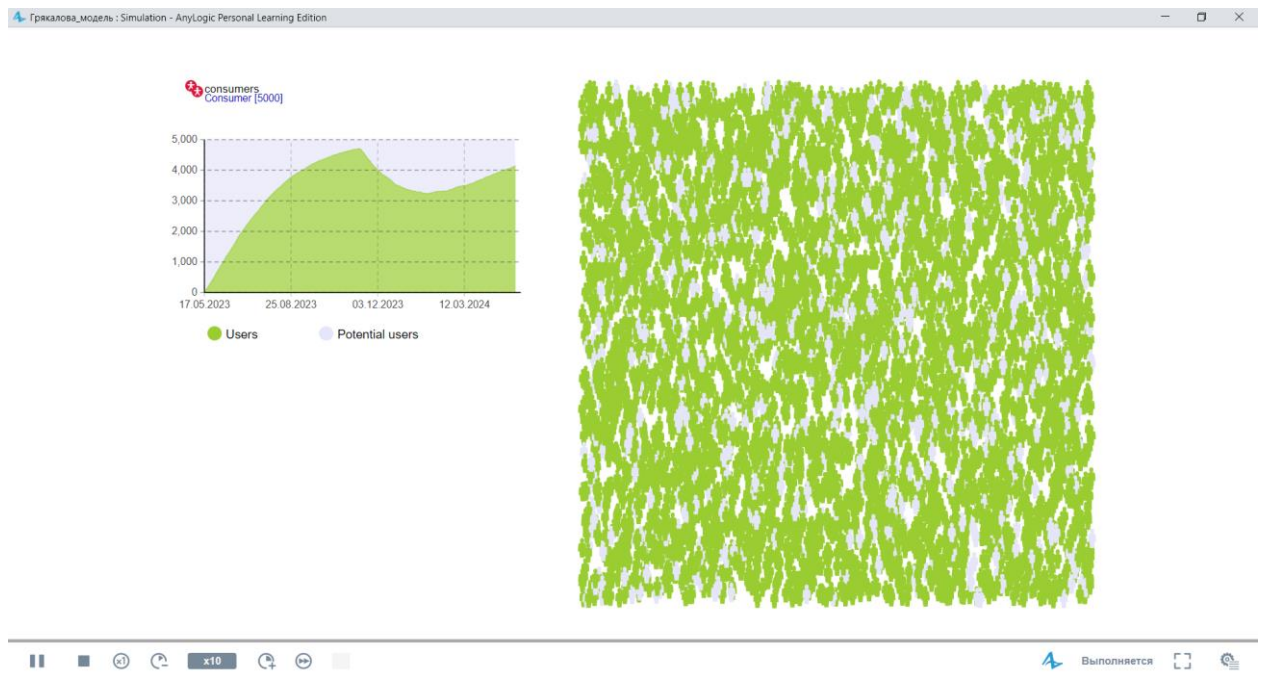 Грякалова_модель : Simulation - AnyLogic Personal Learning Edition
consumers
Consumer [5000]
5,000
4,000
3,000
2,000
1,000
0
17.05.2023 25.08.2023 03.12.2023 12.03.2024
Users Potential users
x1 x10 Выполняется